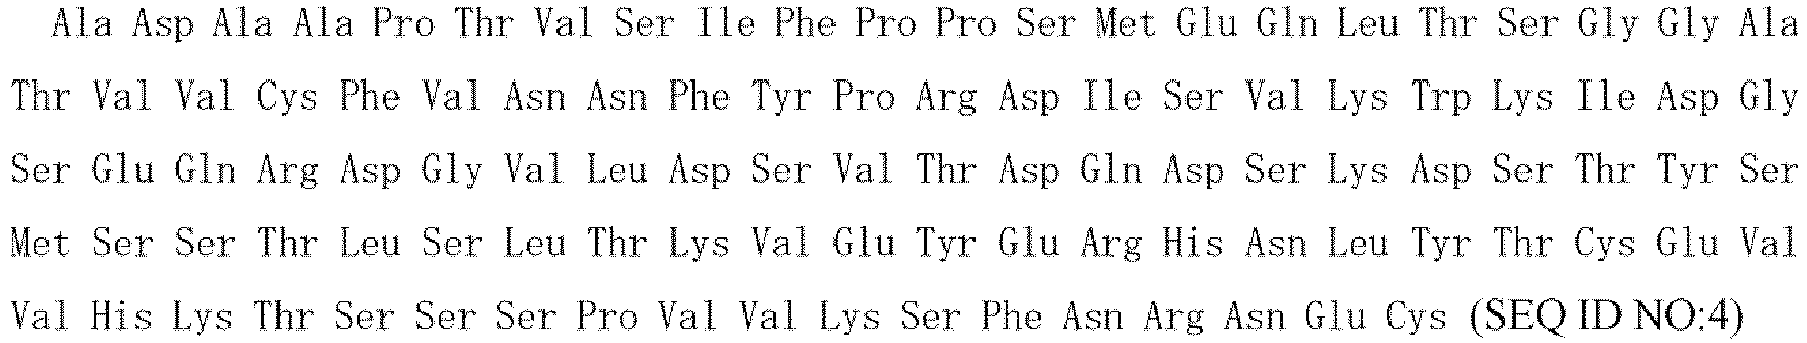 Ala Asp Ala Ala Pro Thr Val Ser Ile Phe Pro Pro Ser Met Glu Gln Leu Thr Ser Gly Gly Ala
Thr Val Val Cys Phe Val Asn Asn Phe Tyr Pro Arg Asp Ile Ser Val Lys Trp Lys Ile Asp Gly
Ser Glu Gln Arg Asp Gly Val Leu Asp Ser Val Thr Asp Gln Asp Ser Lys Asp Ser Thr Tyr Ser
Met Ser Ser Thr Leu Ser Leu Thr Lys Val Glu Tyr Glu Arg His Asn Leu Tyr Thr Cys Glu Val
Val His Lys Thr Ser Ser Ser Pro Val Val Lys Ser Phe Asn Arg Asn Glu Cys (SEQ ID NO:4)